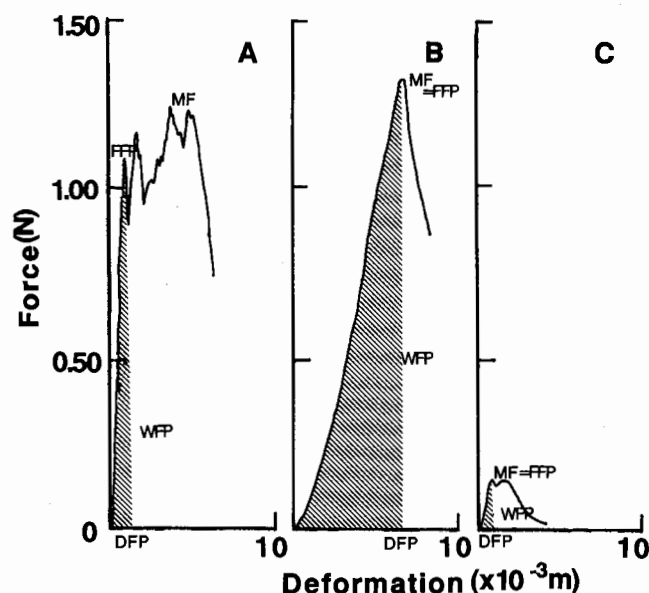 1.50
A
B
C
MF
MF
=FFP
FFP
1.00
Force(N)
0.50
WFP
WFP
MF=FFP
WFP
0
DFP
10
DFP
10
DFP
10
Deformation (x10⁻³m)